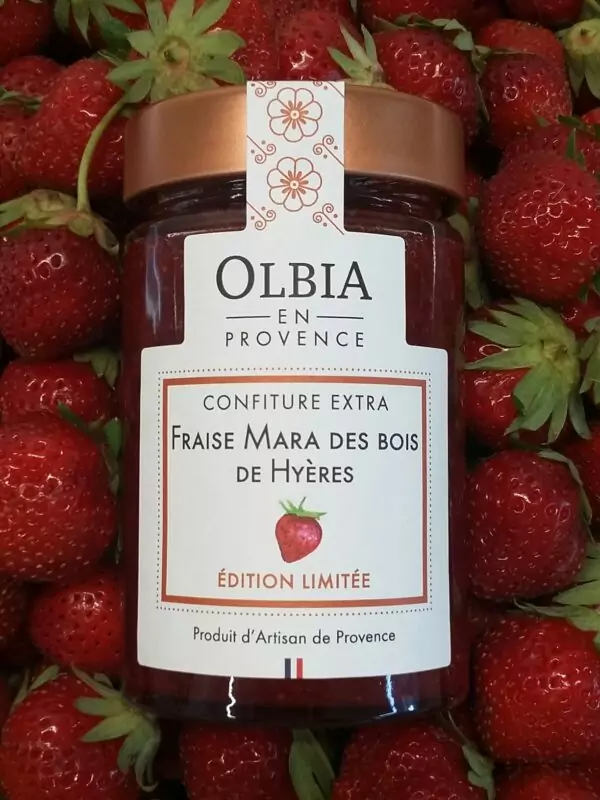 OLBIA
EN
PROVENCE
CONFITURE EXTRA
FRAISE MARA DES BOIS
DE HYÈRES
ÉDITION LIMITÉE
Produit d'Artisan de Provence